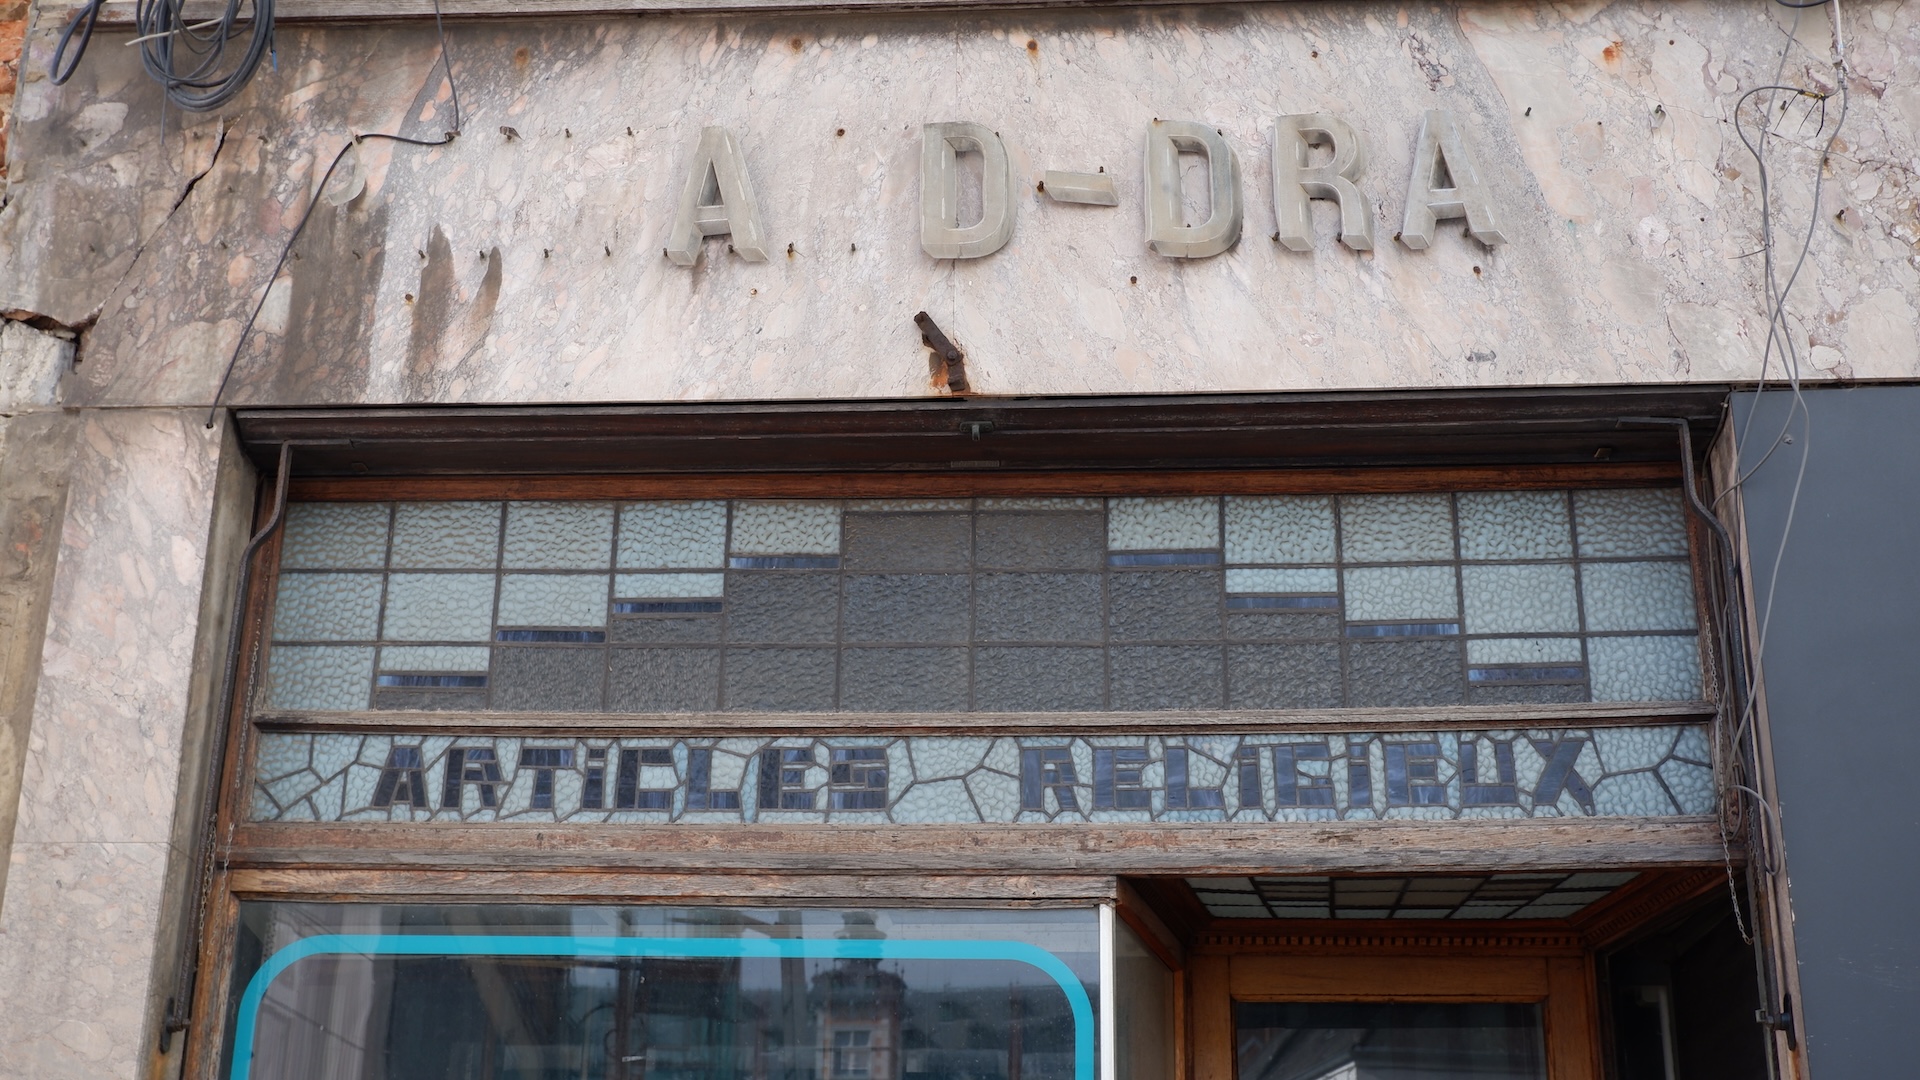 A D-DRA
ARTiCLES RELiGiEUX